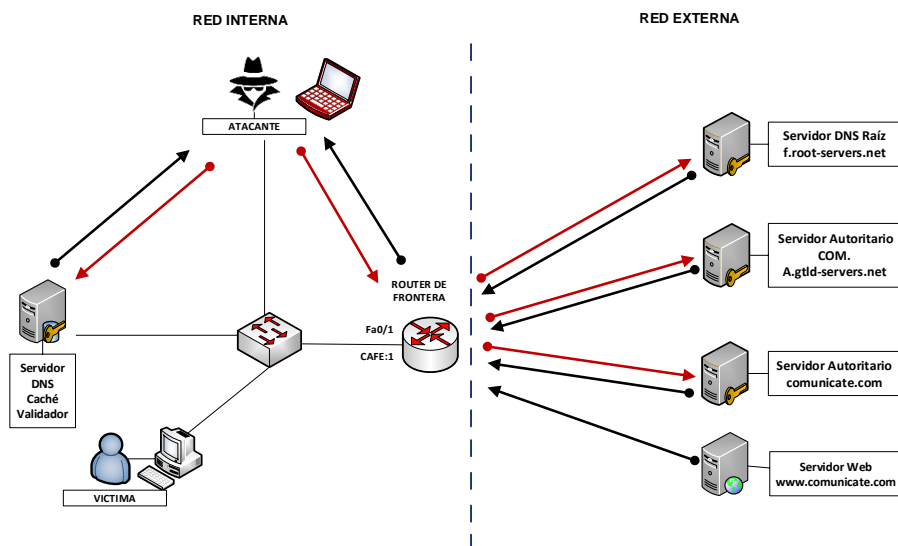 RED INTERNA
RED EXTERNA
ATACANTE
Servidor DNS Raíz
f.root-servers.net
Servidor Autoritario
COM.
A.gtld-servers.net
ROUTER DE
FRONTERA
Fa0/1
CAFE:1
Servidor
DNS
Caché
Validador
Servidor Autoritario
comunicate.com
VICTIMA
Servidor Web
www.comunicate.com